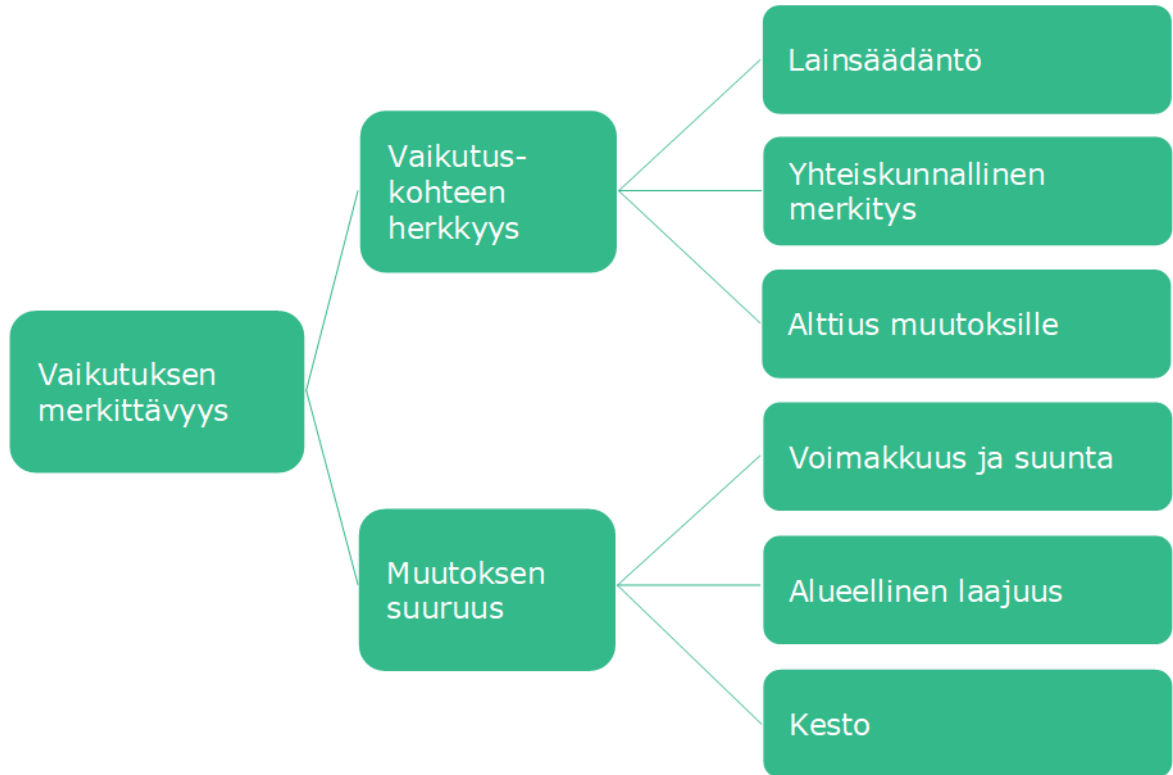 Vaikutuksen
merkittävyys
Vaikutus-
kohteen
herkkyys
Lainsäädäntö
Yhteiskunnallinen
merkitys
Alttius muutoksille
Muutoksen
suuruus
Voimakkuus ja suunta
Alueellinen laajuus
Kesto